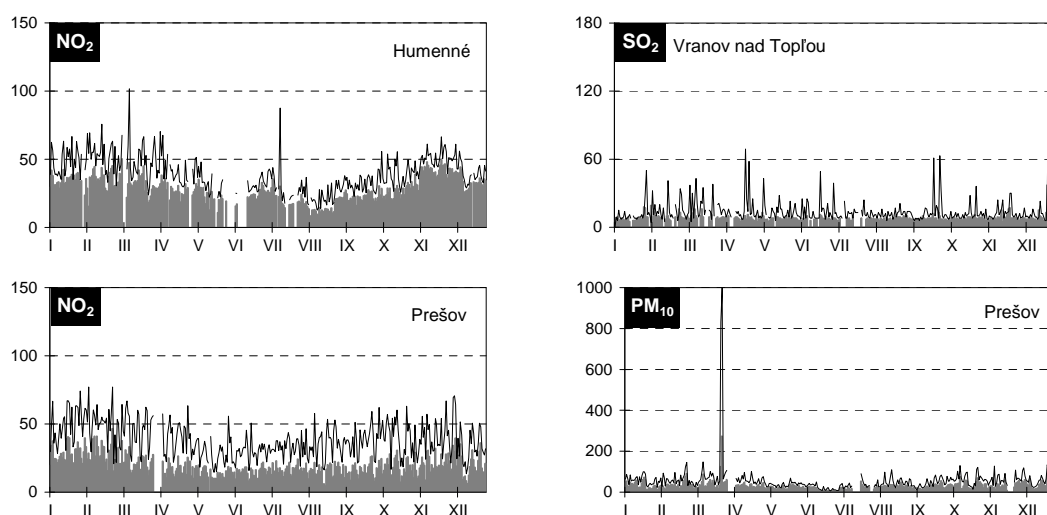 NO₂
Humenné
150
100
50
0
I II III IV V VI VII VIII IX X XI XII
SO₂ Vranov nad Topľou
180
120
60
0
I II III IV V VI VII VIII IX X XI XII
NO₂
Prešov
150
100
50
0
I II III IV V VI VII VIII IX X XI XII
PM₁₀
Prešov
1000
800
600
400
200
0
I II III IV V VI VII VIII IX X XI XII